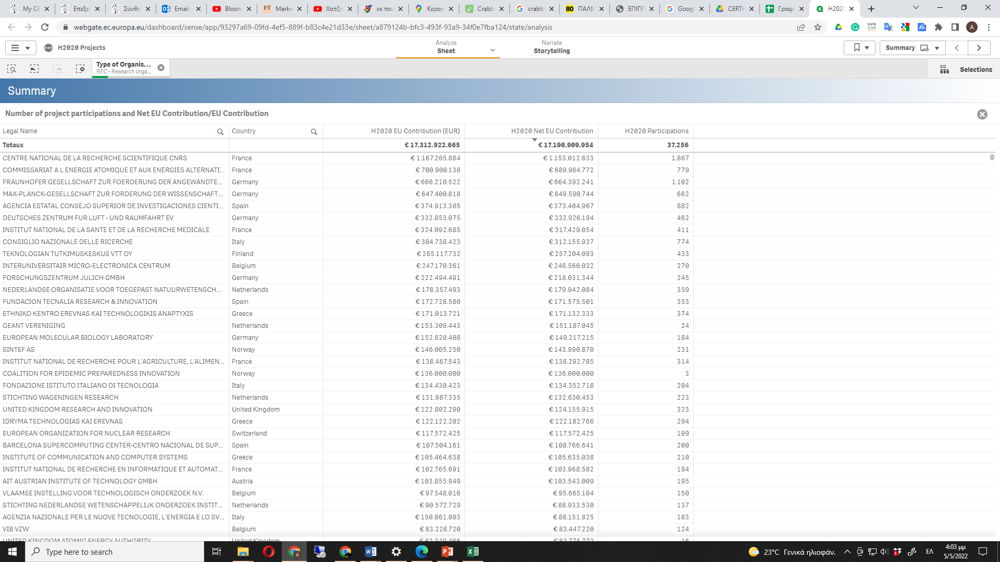 My CE
Επεξερ
Σύνθε
Email
Bloom
FT Marke
Χατζη
εκ παρ
Κερασ
Crabb
crabby
80 ΠΑΛΜ
ΕΠΙΓΡ
Googl
CERTH
Γραφη
H2020
webgate.ec.europa.eu/dashboard/sense/app/93297a69-09fd-4ef5-889f-b83c4e21d33e/sheet/a879124b-bfc3-493f-93a9-34f0e7fba124/state/analysis
H2020 Projects
Analyze
Sheet
Narrate
Storytelling
Summary
Type of Organis...
REC - Research orga...
Selections
Summary
Number of project participations and Net EU Contribution/EU Contribution
Legal Name Country H2020 EU Contribution (EUR) H2020 Net EU Contribution H2020 Participations
Totaux € 17.312.922.665 € 17.190.909.954 37.256
CENTRE NATIONAL DE LA RECHERCHE SCIENTIFIQUE CNRS France € 1.167.205.884 € 1.153.012.633 1.867
COMMISSARIAT A L ENERGIE ATOMIQUE ET AUX ENERGIES ALTERNATI... France € 700.900.138 € 689.964.772 779
FRAUNHOFER GESELLSCHAFT ZUR FOERDERUNG DER ANGEWANDTE... Germany € 666.210.522 € 664.392.241 1.102
MAX-PLANCK-GESELLSCHAFT ZUR FORDERUNG DER WISSENSCHAFT... Germany € 647.400.818 € 649.590.744 662
AGENCIA ESTATAL CONSEJO SUPERIOR DE INVESTIGACIONES CIENTI... Spain € 374.913.305 € 373.404.967 882
DEUTSCHES ZENTRUM FUR LUFT - UND RAUMFAHRT EV Germany € 332.853.075 € 332.926.194 462
INSTITUT NATIONAL DE LA SANTE ET DE LA RECHERCHE MEDICALE France € 324.092.685 € 317.429.054 411
CONSIGLIO NAZIONALE DELLE RICERCHE Italy € 304.738.423 € 312.155.937 774
TEKNOLOGIAN TUTKIMUSKESKUS VTT OY Finland € 265.117.732 € 257.204.093 433
INTERUNIVERSITAIR MICRO-ELECTRONICA CENTRUM Belgium € 247.170.361 € 246.566.032 270
FORSCHUNGSZENTRUM JULICH GMBH Germany € 222.494.491 € 218.031.344 245
NEDERLANDSE ORGANISATIE VOOR TOEGEPAST NATUURWETENSCH... Netherlands € 178.357.493 € 179.942.084 359
FUNDACION TECNALIA RESEARCH & INNOVATION Spain € 172.728.580 € 171.575.501 353
ETHNIKO KENTRO EREVNAS KAI TECHNOLOGIKIS ANAPTYXIS Greece € 171.013.721 € 171.132.333 374
GEANT VERENIGING Netherlands € 153.309.443 € 151.187.045 24
EUROPEAN MOLECULAR BIOLOGY LABORATORY Germany € 152.620.408 € 149.217.215 184
SINTEF AS Norway € 146.005.250 € 143.990.870 231
INSTITUT NATIONAL DE RECHERCHE POUR L'AGRICULTURE, L'ALIMEN... France € 138.467.543 € 138.292.785 314
COALITION FOR EPIDEMIC PREPAREDNESS INNOVATION Norway € 136.000.000 € 136.000.000 3
FONDAZIONE ISTITUTO ITALIANO DI TECNOLOGIA Italy € 134.430.423 € 134.352.718 204
STICHTING WAGENINGEN RESEARCH Netherlands € 131.987.335 € 132.630.453 223
UNITED KINGDOM RESEARCH AND INNOVATION United Kingdom € 122.802.290 € 124.155.915 323
IDRYMA TECHNOLOGIAS KAI EREVNAS Greece € 122.122.202 € 122.182.766 294
EUROPEAN ORGANIZATION FOR NUCLEAR RESEARCH Switzerland € 117.572.425 € 117.572.425 109
BARCELONA SUPERCOMPUTING CENTER-CENTRO NACIONAL DE SUP... Spain € 107.504.161 € 108.766.641 200
INSTITUTE OF COMMUNICATION AND COMPUTER SYSTEMS Greece € 105.464.638 € 105.635.038 210
INSTITUT NATIONAL DE RECHERCHE EN INFORMATIQUE ET AUTOMAT... France € 102.765.691 € 103.968.582 194
AIT AUSTRIAN INSTITUTE OF TECHNOLOGY GMBH Austria € 103.855.949 € 103.543.009 195
VLAAMSE INSTELLING VOOR TECHNOLOGISCH ONDERZOEK N.V. Belgium € 97.548.016 € 95.665.104 150
STICHTING NEDERLANDSE WETENSCHAPPELIJK ONDERZOEK INSTIT... Netherlands € 90.572.729 € 88.933.530 137
AGENZIA NAZIONALE PER LE NUOVE TECNOLOGIE, L'ENERGIA E LO SV... Italy € 150.861.803 € 88.151.825 183
VIB VZW Belgium € 83.228.720 € 83.447.220 124
UNITED KINGDOM ATOMIC ENERGY AUTHORITY United Kingdom
Type here to search
23°C Γενικά ηλιοφάν.
ΕΛ
4:03 μμ
5/5/2022